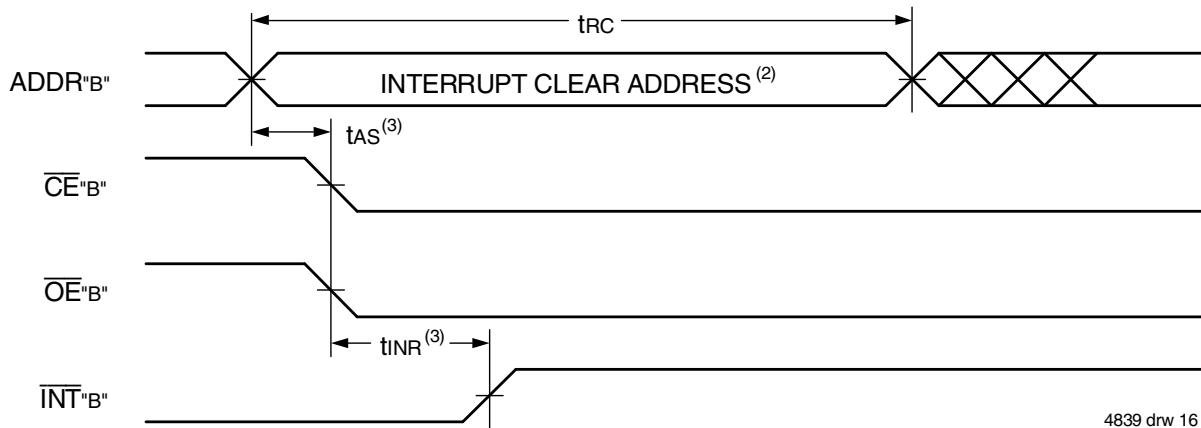 tRC
ADDR"B"
INTERRUPT CLEAR ADDRESS(2)
tAS(3)
CE"B"
OE"B"
tINR(3)
INT"B"
4839 drw 16